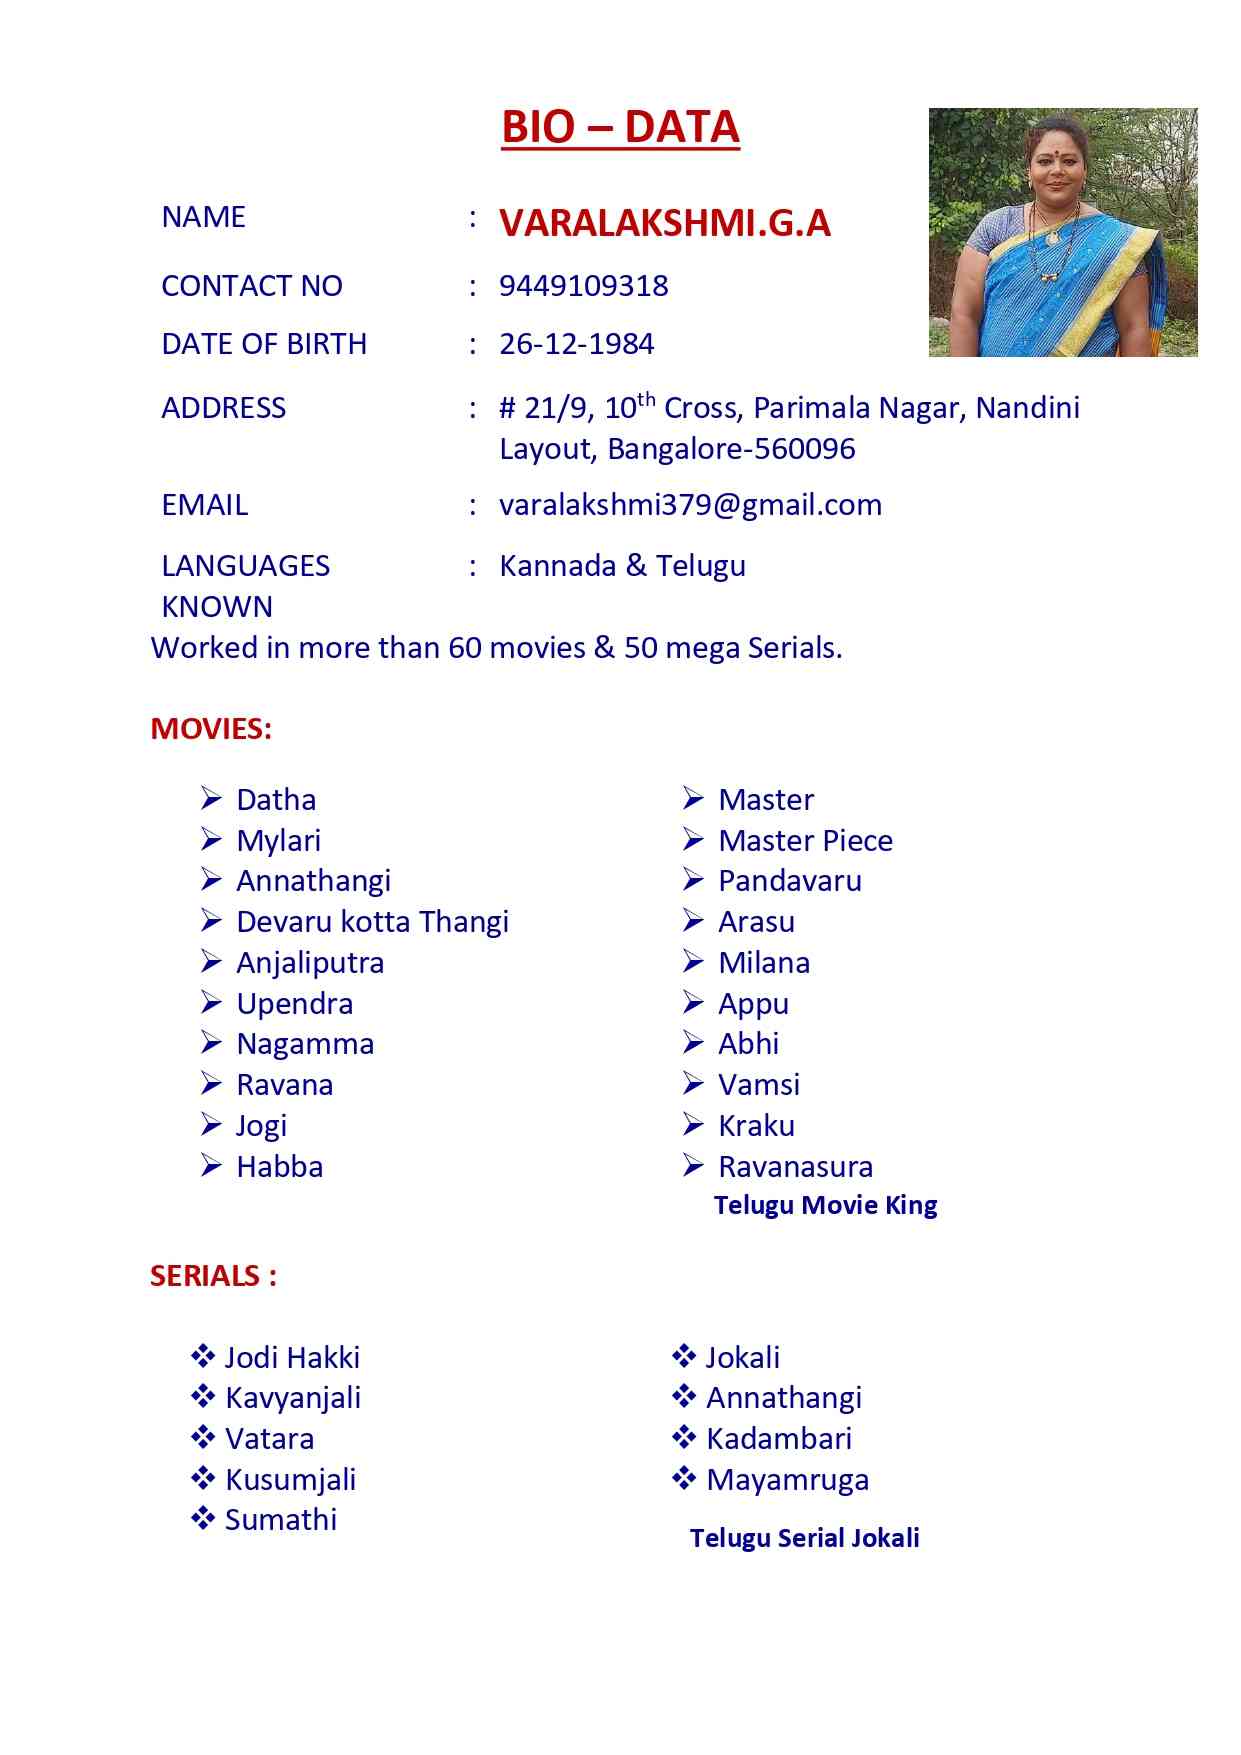 BIO – DATA
NAME : VARALAKSHMI.G.A
CONTACT NO : 9449109318
DATE OF BIRTH : 26-12-1984
ADDRESS : # 21/9, 10th Cross, Parimala Nagar, Nandini
Layout, Bangalore-560096
EMAIL : varalakshmi379@gmail.com
LANGUAGES : Kannada & Telugu
KNOWN
Worked in more than 60 movies & 50 mega Serials.
MOVIES:
➢ Datha
➢ Mylari
➢ Annathangi
➢ Devaru kotta Thangi
➢ Anjaliputra
➢ Upendra
➢ Nagamma
➢ Ravana
➢ Jogi
➢ Habba
➢ Master
➢ Master Piece
➢ Pandavaru
➢ Arasu
➢ Milana
➢ Appu
➢ Abhi
➢ Vamsi
➢ Kraku
➢ Ravanasura
Telugu Movie King
SERIALS :
❖ Jodi Hakki
❖ Kavyanjali
❖ Vatara
❖ Kusumjali
❖ Sumathi
❖ Jokali
❖ Annathangi
❖ Kadambari
❖ Mayamruga
Telugu Serial Jokali